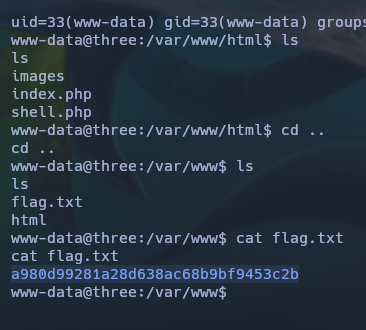 uid=33(www-data) gid=33(www-data) groups
www-data@three:/var/www/html$ ls
ls
images
index.php
shell.php
www-data@three:/var/www/html$ cd ..
cd ..
www-data@three:/var/www$ ls
ls
flag.txt
html
www-data@three:/var/www$ cat flag.txt
cat flag.txt
a980d99281a28d638ac68b9bf9453c2b
www-data@three:/var/www$